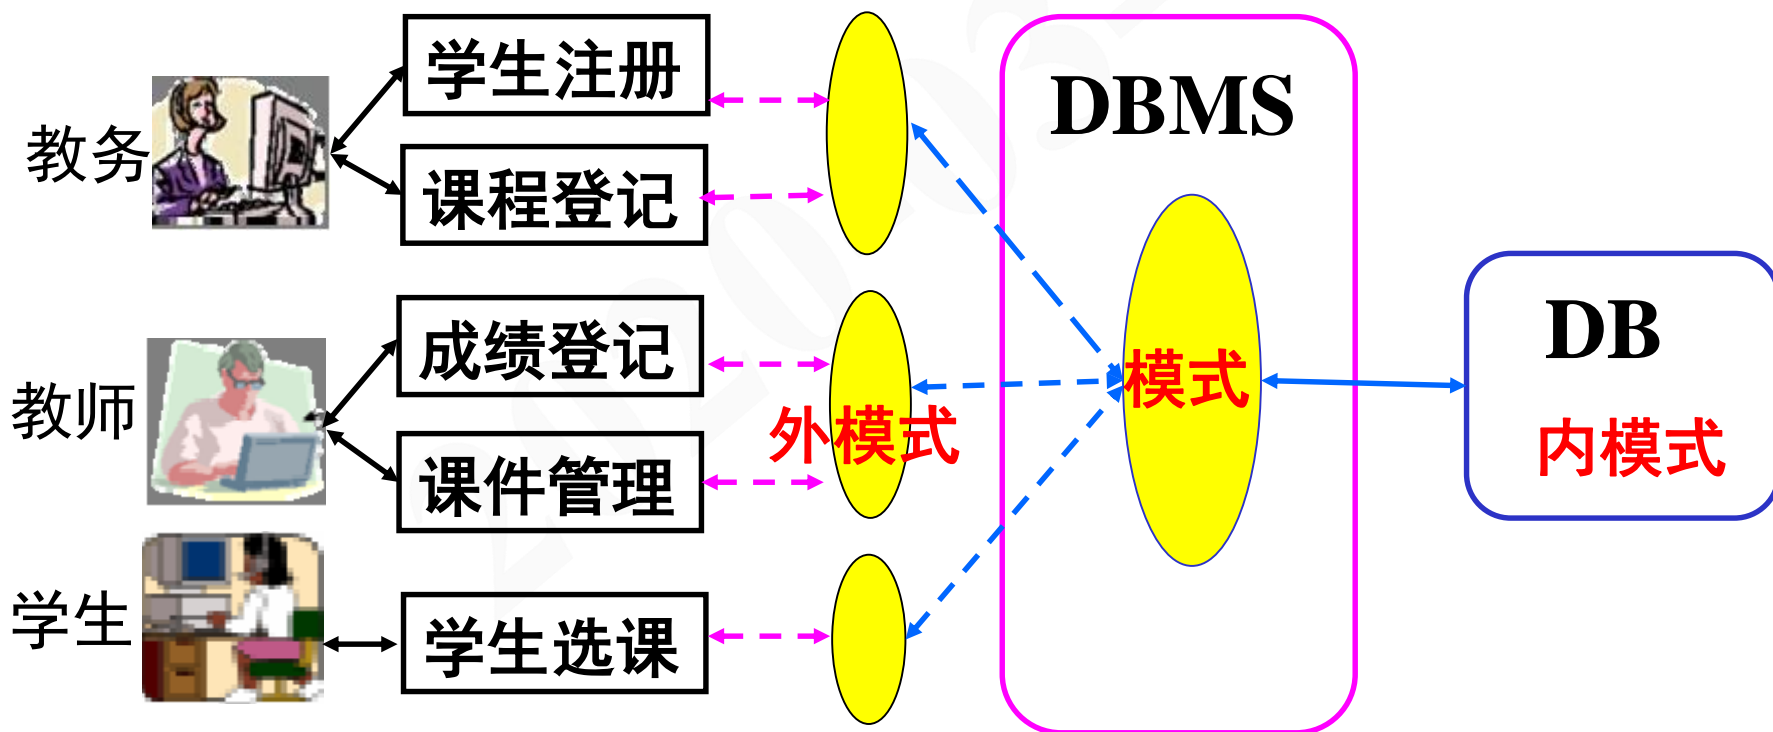 教务
学生注册
课程登记
教师
成绩登记
课件管理
学生
学生选课
外模式
DBMS
模式
DB
内模式